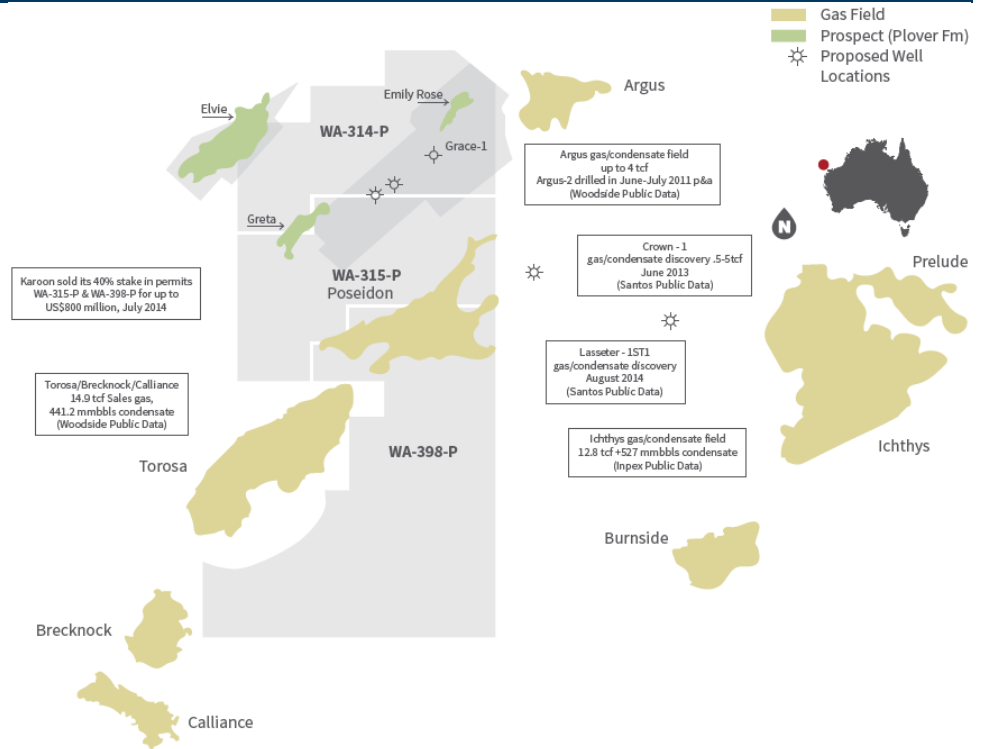 Gas Field
Prospect (Plover Fm)
Proposed Well
Locations
Argus
Emily Rose
Elvie
WA-314-P
Grace-1
Argus gas/condensate field
up to 4 tcf
Argus-2 drilled in June-July 2011 p&a
(Woodside Public Data)
N
Greta
Crown - 1
gas/condensate discovery .5-5tcf
June 2013
(Santos Public Data)
Prelude
WA-315-P
Poseidon
Karoon sold its 40% stake in permits
WA-315-P & WA-398-P for up to
US$800 million, July 2014
Lasseter - 1ST1
gas/condensate discovery
August 2014
(Santos Public Data)
Torosa/Brecknock/Calliance
14.9 tcf Sales gas,
441.2 mmbbls condensate
(Woodside Public Data)
Ichthys gas/condensate field
12.8 tcf +527 mmbbls condensate
(Inpex Public Data)
Ichthys
WA-398-P
Torosa
Burnside
Brecknock
Calliance